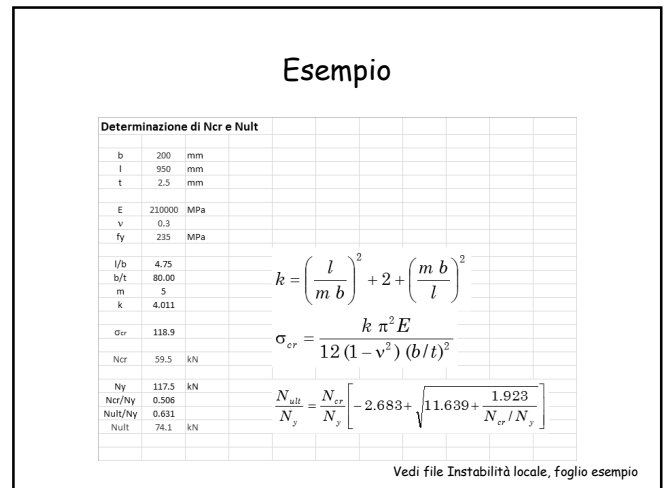 Esempio
Determinazione di Ncr e Nult
b 200 mm
l 950 mm
t 2.5 mm
E 210000 MPa
ν 0.3
fy 235 MPa
l/b 4.75
b/t 80.00
m 5
k 4.011
k = (l / (m b))² + 2 + (m b / l)²
σcr 118.9
σcr = k π² E / (12 (1 − ν²) (b/t)²)
Ncr 59.5 kN
Ny 117.5 kN
Ncr/Ny 0.506
Nult/Ny 0.631
Nult 74.1 kN
Nult / Ny = Ncr / Ny [ − 2.683 + √(11.639 + 1.923 / (Ncr / Ny)) ]
Vedi file Instabilità locale, foglio esempio